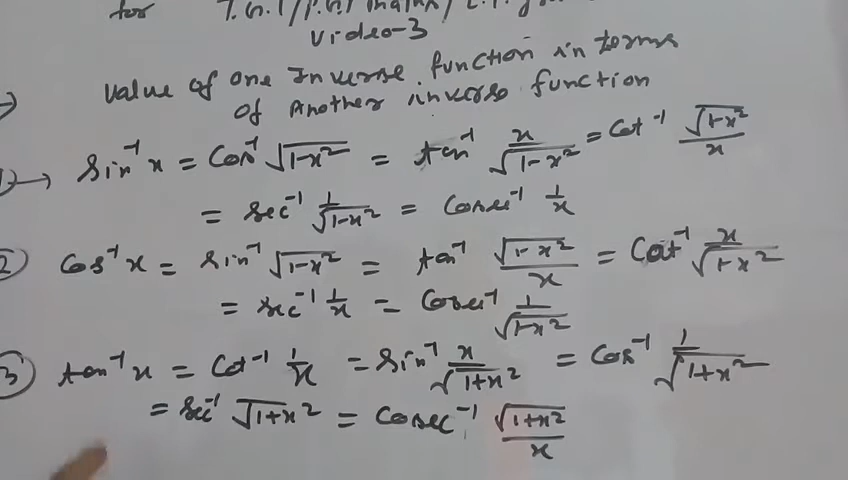 for T.G.T/P.G.T
video-3
value of one Inverse function in terms
of Another inverse function
1) → Sin⁻¹ x = Cos⁻¹ √(1-x²) = tan⁻¹ x/√(1-x²) = Cot⁻¹ √(1-x²)/x
= sec⁻¹ 1/√(1-x²) = Cosec⁻¹ 1/x
2) Cos⁻¹ x = sin⁻¹ √(1-x²) = tan⁻¹ √(1-x²)/x = Cot⁻¹ x/√(1-x²)
= sec⁻¹ 1/x = Cosec⁻¹ 1/√(1-x²)
3) tan⁻¹ x = Cot⁻¹ 1/x = Sin⁻¹ x/√(1+x²) = Cos⁻¹ 1/√(1+x²)
= Sec⁻¹ √(1+x²) = Cosec⁻¹ √(1+x²)/x